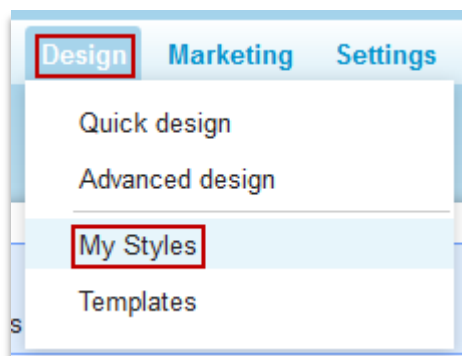 Design Marketing Settings
Quick design
Advanced design
My Styles
Templates
s